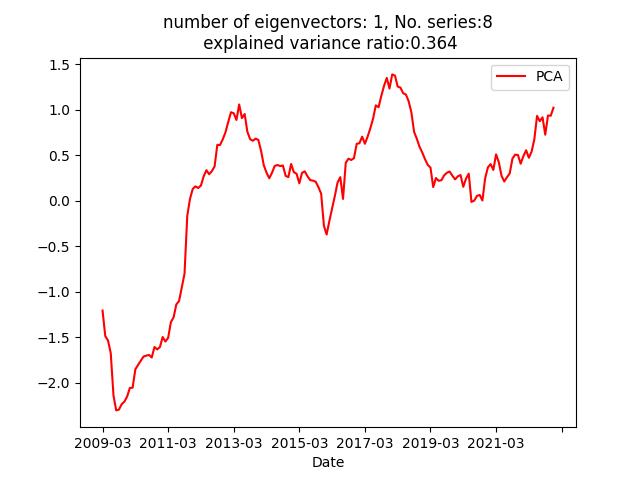 number of eigenvectors: 1, No. series:8
explained variance ratio:0.364
PCA
1.5
1.0
0.5
0.0
−0.5
−1.0
−1.5
−2.0
2009-03 2011-03 2013-03 2015-03 2017-03 2019-03 2021-03
Date